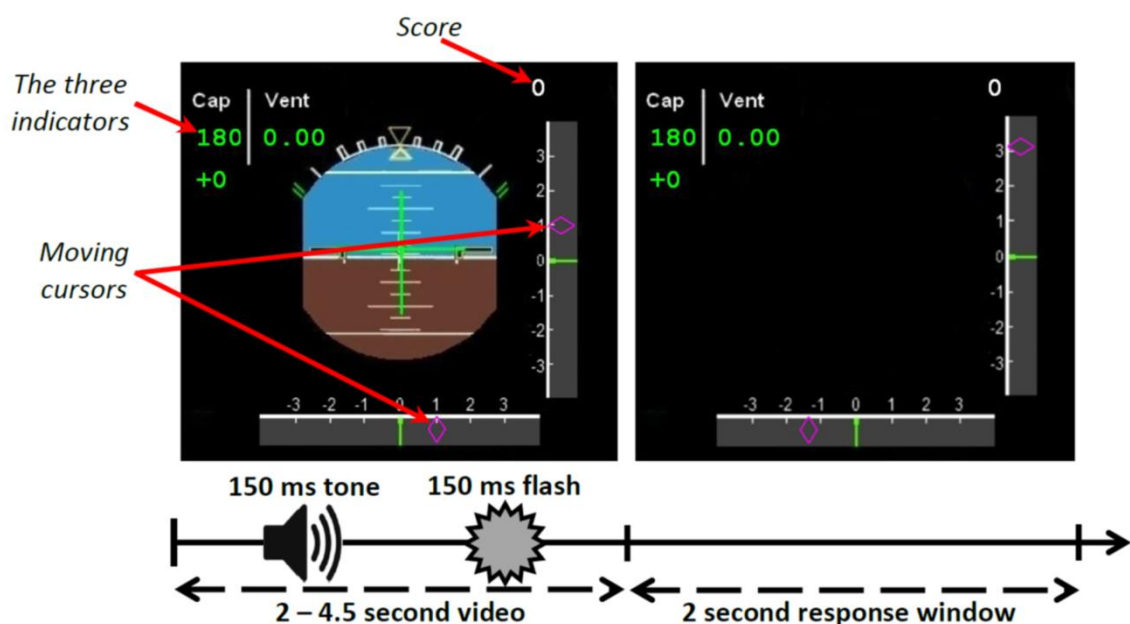 Score
The three
indicators
Moving
cursors
0
Cap Vent
180 0.00
+0
3
2
1
0
-1
-2
-3
-3 -2 -1 0 1 2 3
0
Cap Vent
180 0.00
+0
3
2
1
0
-1
-2
-3
-3 -2 -1 0 1 2 3
150 ms tone 150 ms flash
2 – 4.5 second video 2 second response window